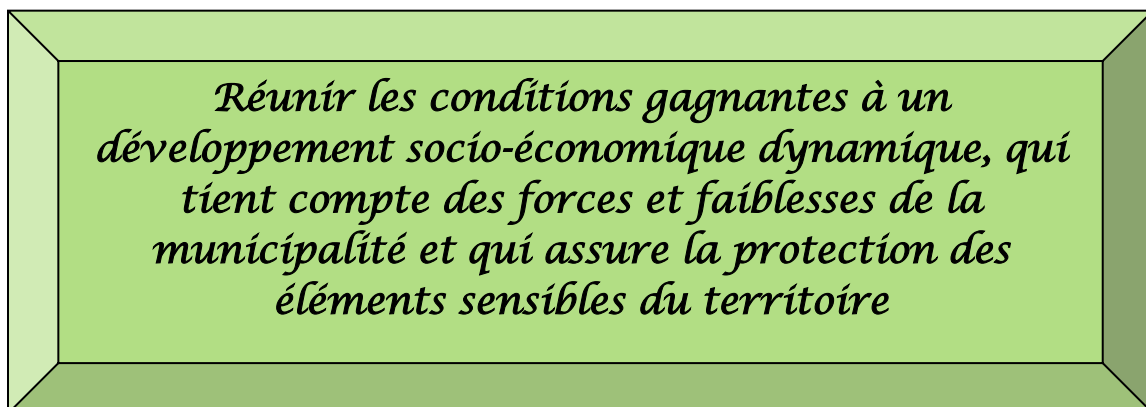 Réunir les conditions gagnantes à un
développement socio-économique dynamique, qui
tient compte des forces et faiblesses de la
municipalité et qui assure la protection des
éléments sensibles du territoire